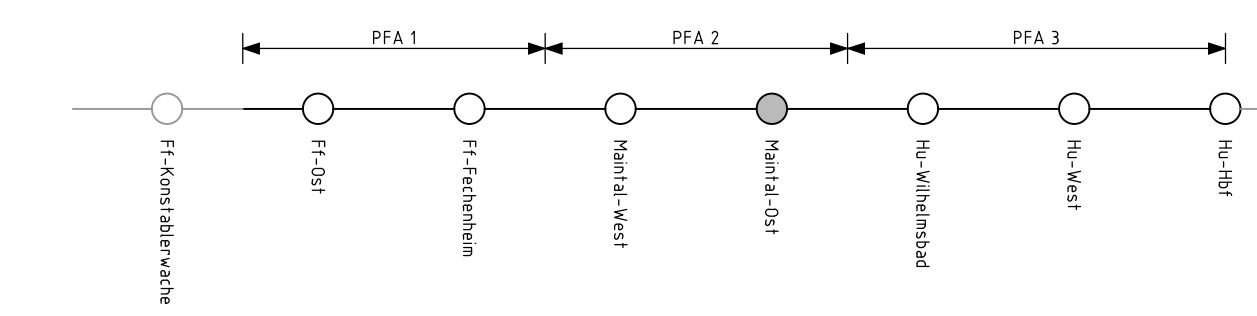 PFA 1
PFA 2
PFA 3
Ff-Konstablerwache
Ff-Ost
Ff-Fechenheim
Maintal-West
Maintal-Ost
Hu-Wilhelmsbad
Hu-West
Hu-Hbf